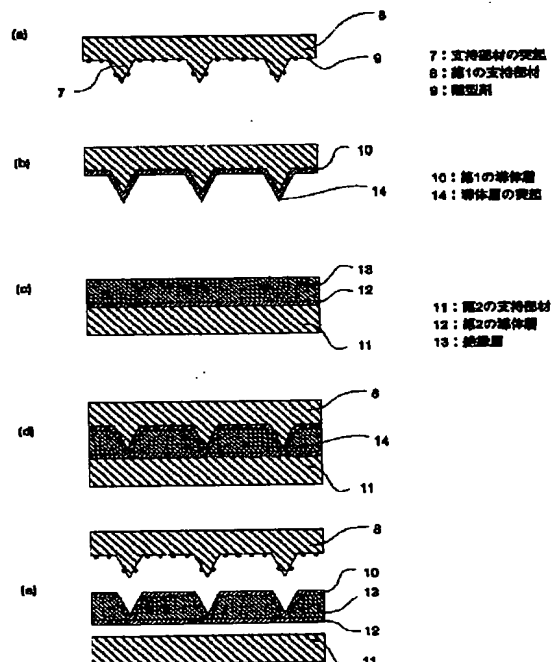 (a)
8
9
7
7：支持部材の突起
8：第1の支持部材
9：離型剤
(b)
10
14
10：第1の導体層
14：導体層の突起
(c)
13
12
11
11：第2の支持部材
12：第2の導体層
13：絶縁層
(d)
8
14
11
(e)
8
10
13
12
11